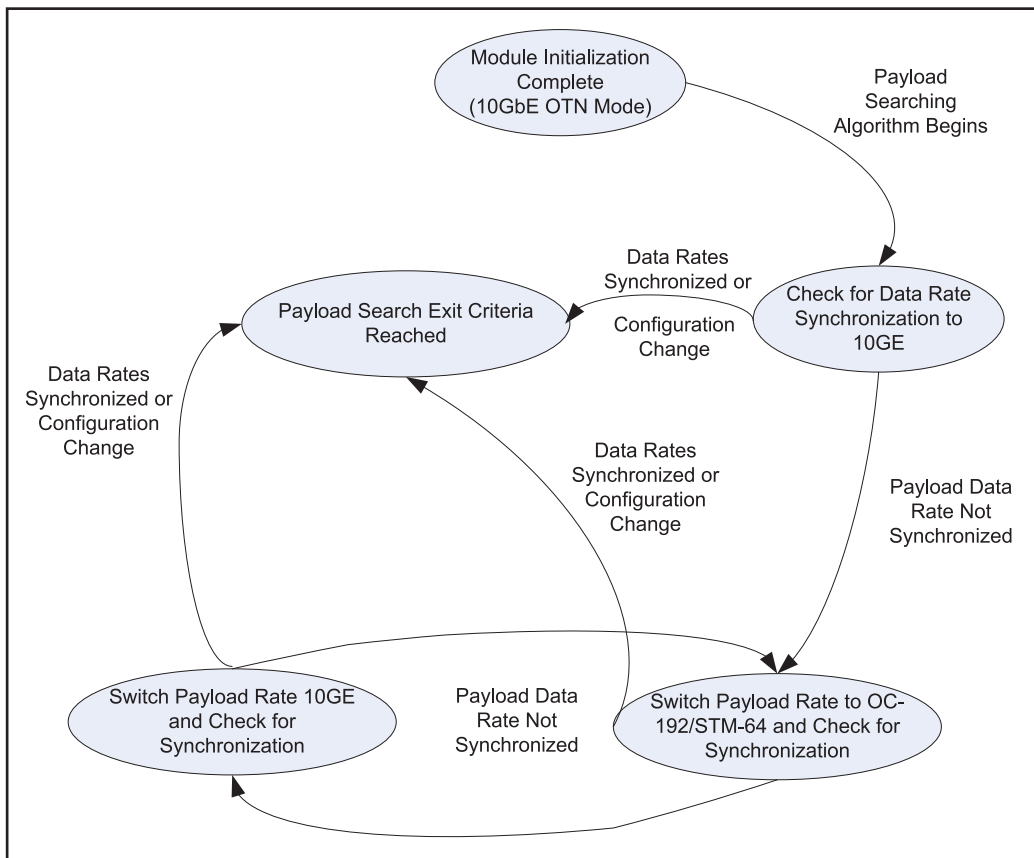 Module Initialization
Complete
(10GbE OTN Mode)
Payload
Searching
Algorithm Begins
Data Rates
Synchronized or
Configuration
Change
Check for Data Rate
Synchronization to
10GE
Payload Search Exit Criteria
Reached
Data Rates
Synchronized or
Configuration
Change
Data Rates
Synchronized or
Configuration
Change
Payload Data
Rate Not
Synchronized
Switch Payload Rate 10GE
and Check for
Synchronization
Payload Data
Rate Not
Synchronized
Switch Payload Rate to OC-
192/STM-64 and Check for
Synchronization